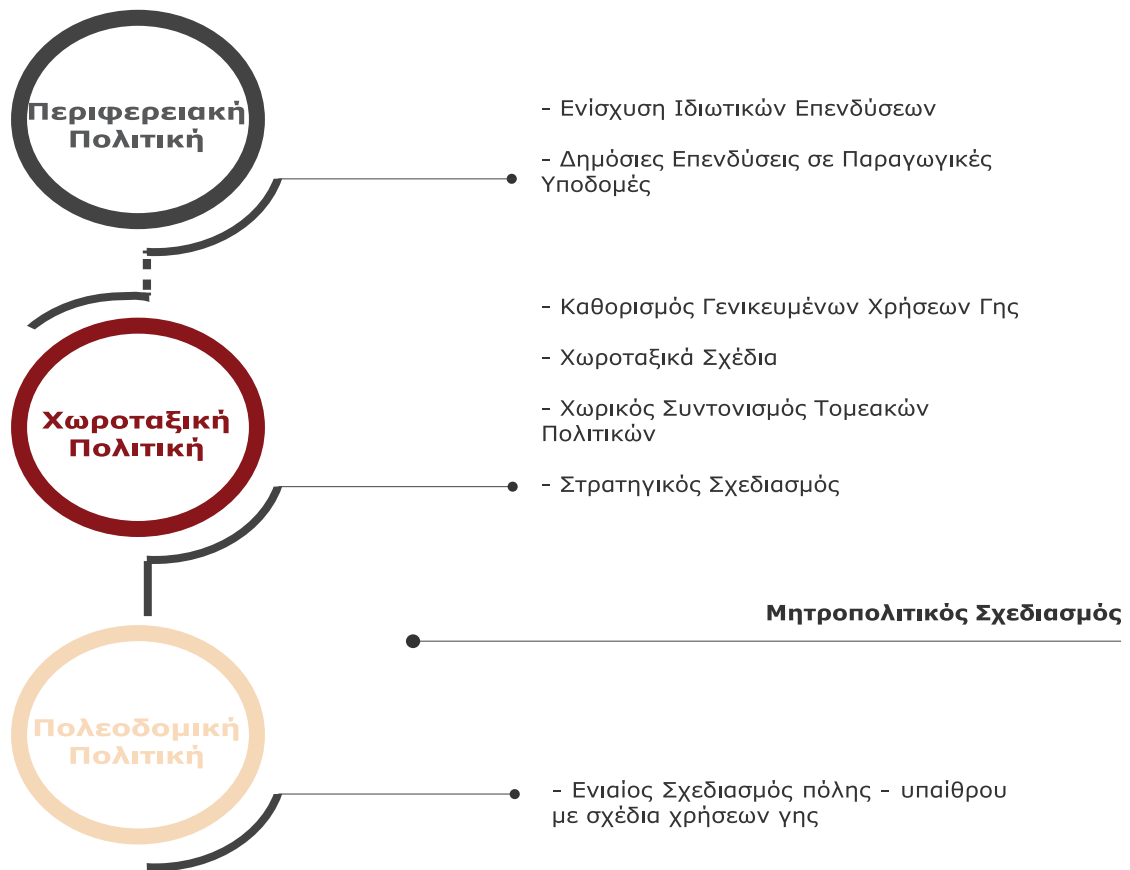 Περιφερειακή
Πολιτική
- Ενίσχυση Ιδιωτικών Επενδύσεων
- Δημόσιες Επενδύσεις σε Παραγωγικές
Υποδομές
Χωροταξική
Πολιτική
- Καθορισμός Γενικευμένων Χρήσεων Γης
- Χωροταξικά Σχέδια
- Χωρικός Συντονισμός Τομεακών
Πολιτικών
- Στρατηγικός Σχεδιασμός
Μητροπολιτικός Σχεδιασμός
Πολεοδομική
Πολιτική
- Ενιαίος Σχεδιασμός πόλης - υπαίθρου
με σχέδια χρήσεων γης